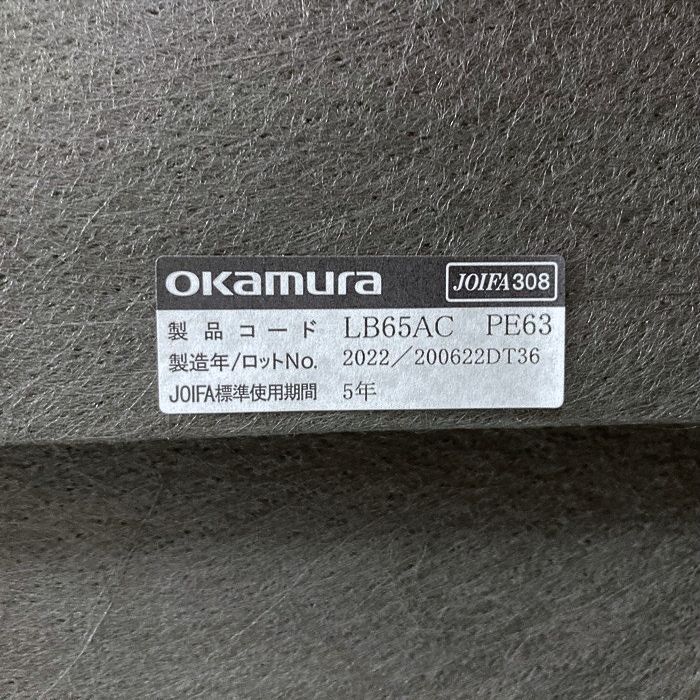 okamura JOIFA308
製品コード LB65AC PE63
製造年/ロットNo. 2022／200622DT36
JOIFA標準使用期間 5年